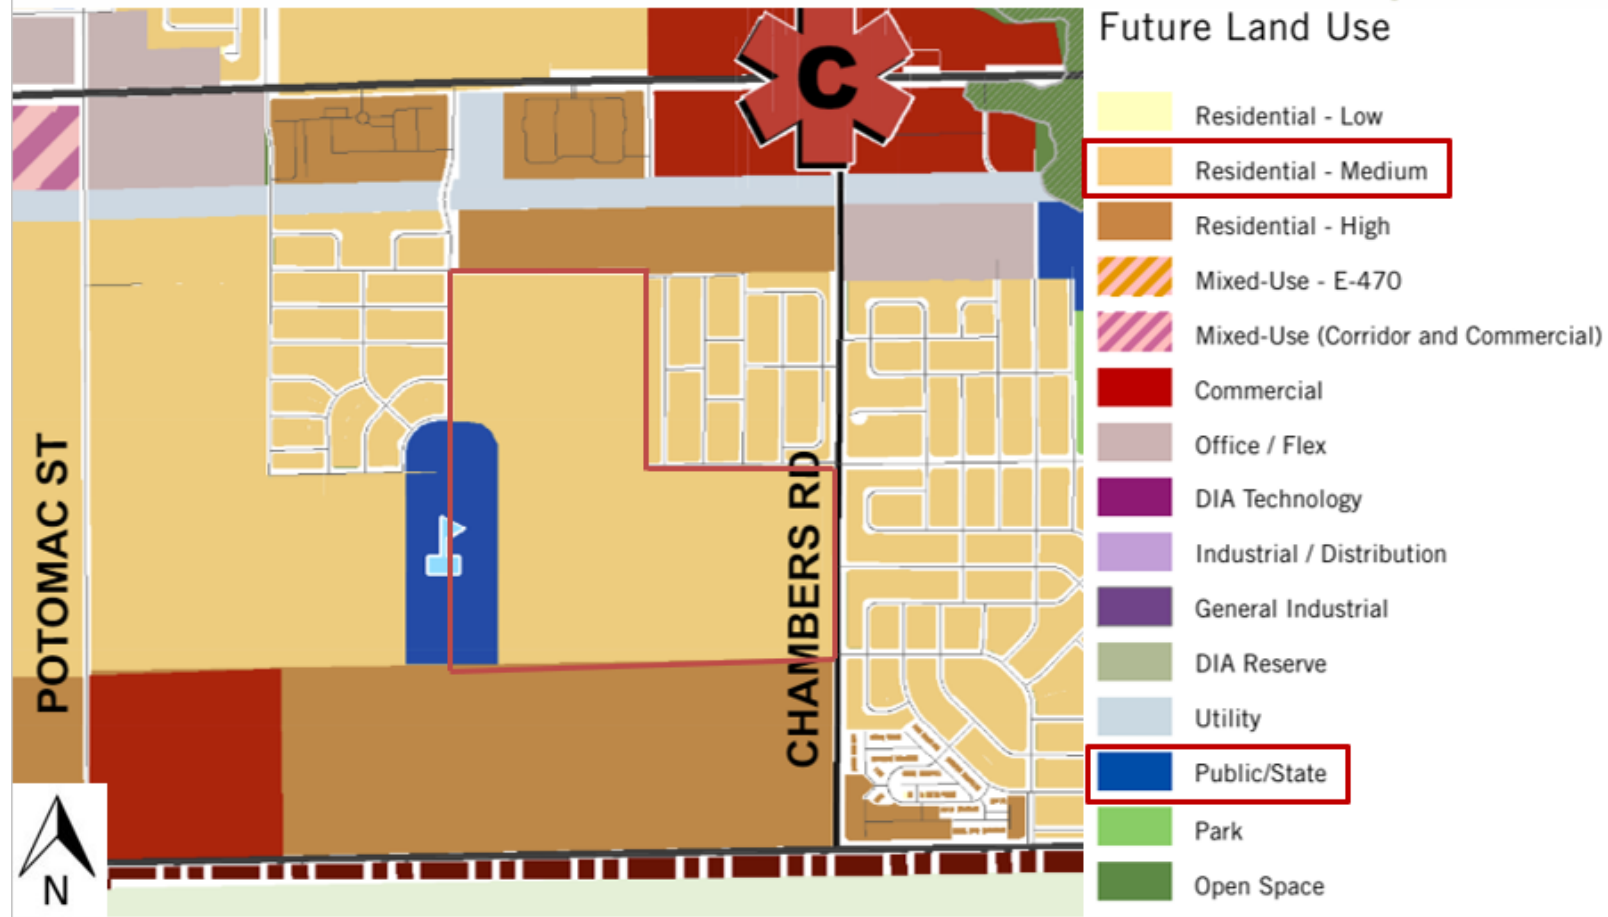 C
POTOMAC ST
CHAMBERS RD
N
Future Land Use
Residential - Low
Residential - Medium
Residential - High
Mixed-Use - E-470
Mixed-Use (Corridor and Commercial)
Commercial
Office / Flex
DIA Technology
Industrial / Distribution
General Industrial
DIA Reserve
Utility
Public/State
Park
Open Space